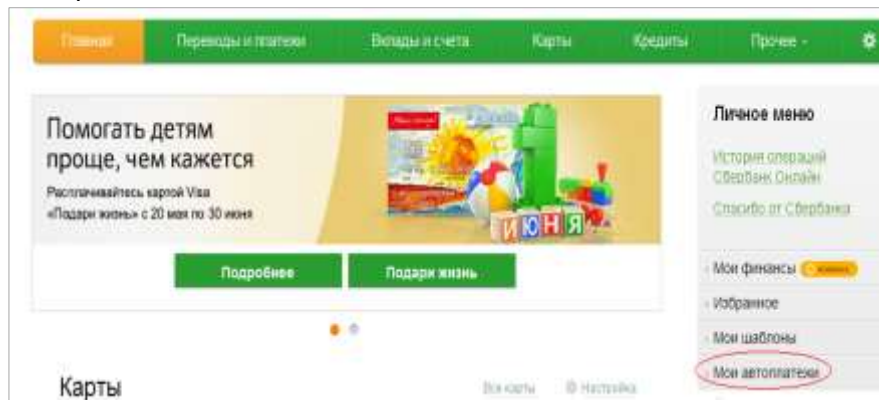 Главная Переводы и платежи Вклады и счета Карты Кредиты Прочее
Помогать детям
проще, чем кажется
Расплачивайтесь картой Visa
«Подари жизнь» с 20 мая по 30 июня
ИЮНЯ
Подробнее Подари жизнь
Карты
Все карты Настройка
Личное меню
История операций
Сбербанк Онлайн
Спасибо от Сбербанка
Мои финансы
Избранное
Мои шаблоны
Мои автоплатежи